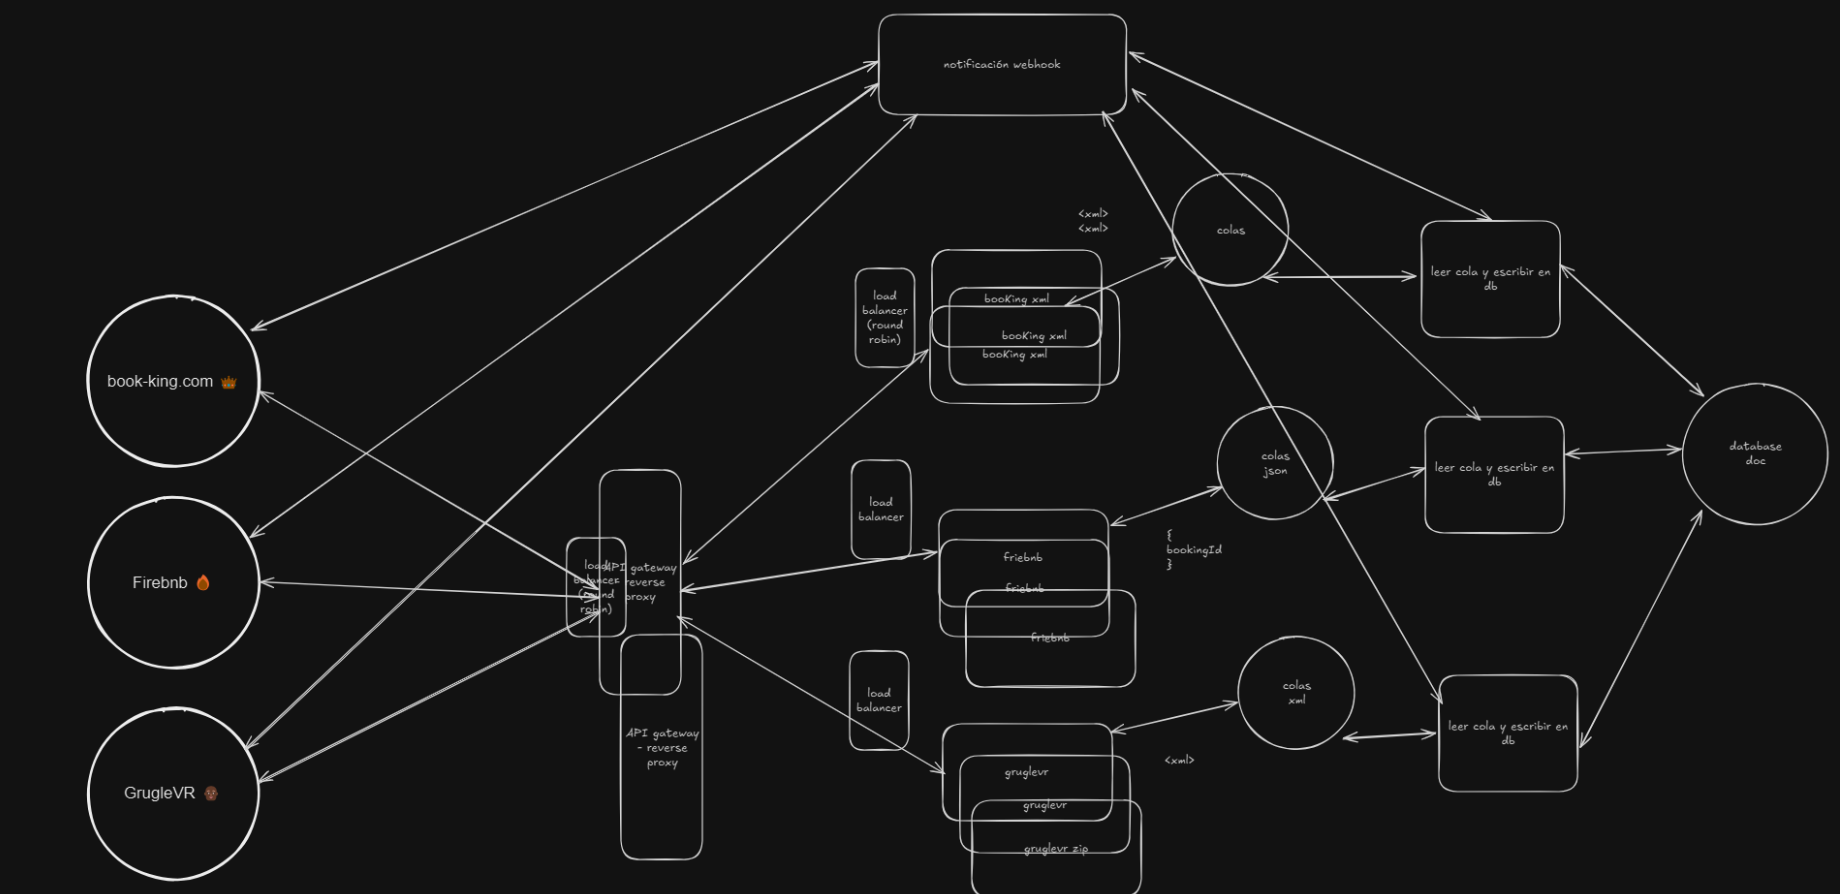 notificación webhook
<xml>
<xml>
colas
leer cola y escribir en
db
load
balancer
(round
robin)
booking xml
booking xml
booking xml
book-king.com 👑
database
doc
colas
json
leer cola y escribir en
db
load
balancer
{
bookingId
}
friebnb
friebnb
friebnb
Firebnb 🔥
load
balancer
(round
robin)
API gateway
reverse
proxy
colas
xml
load
balancer
leer cola y escribir en
db
API gateway
- reverse
proxy
<xml>
gruglevr
gruglevr
gruglevr zip
GrugleVR 🗿